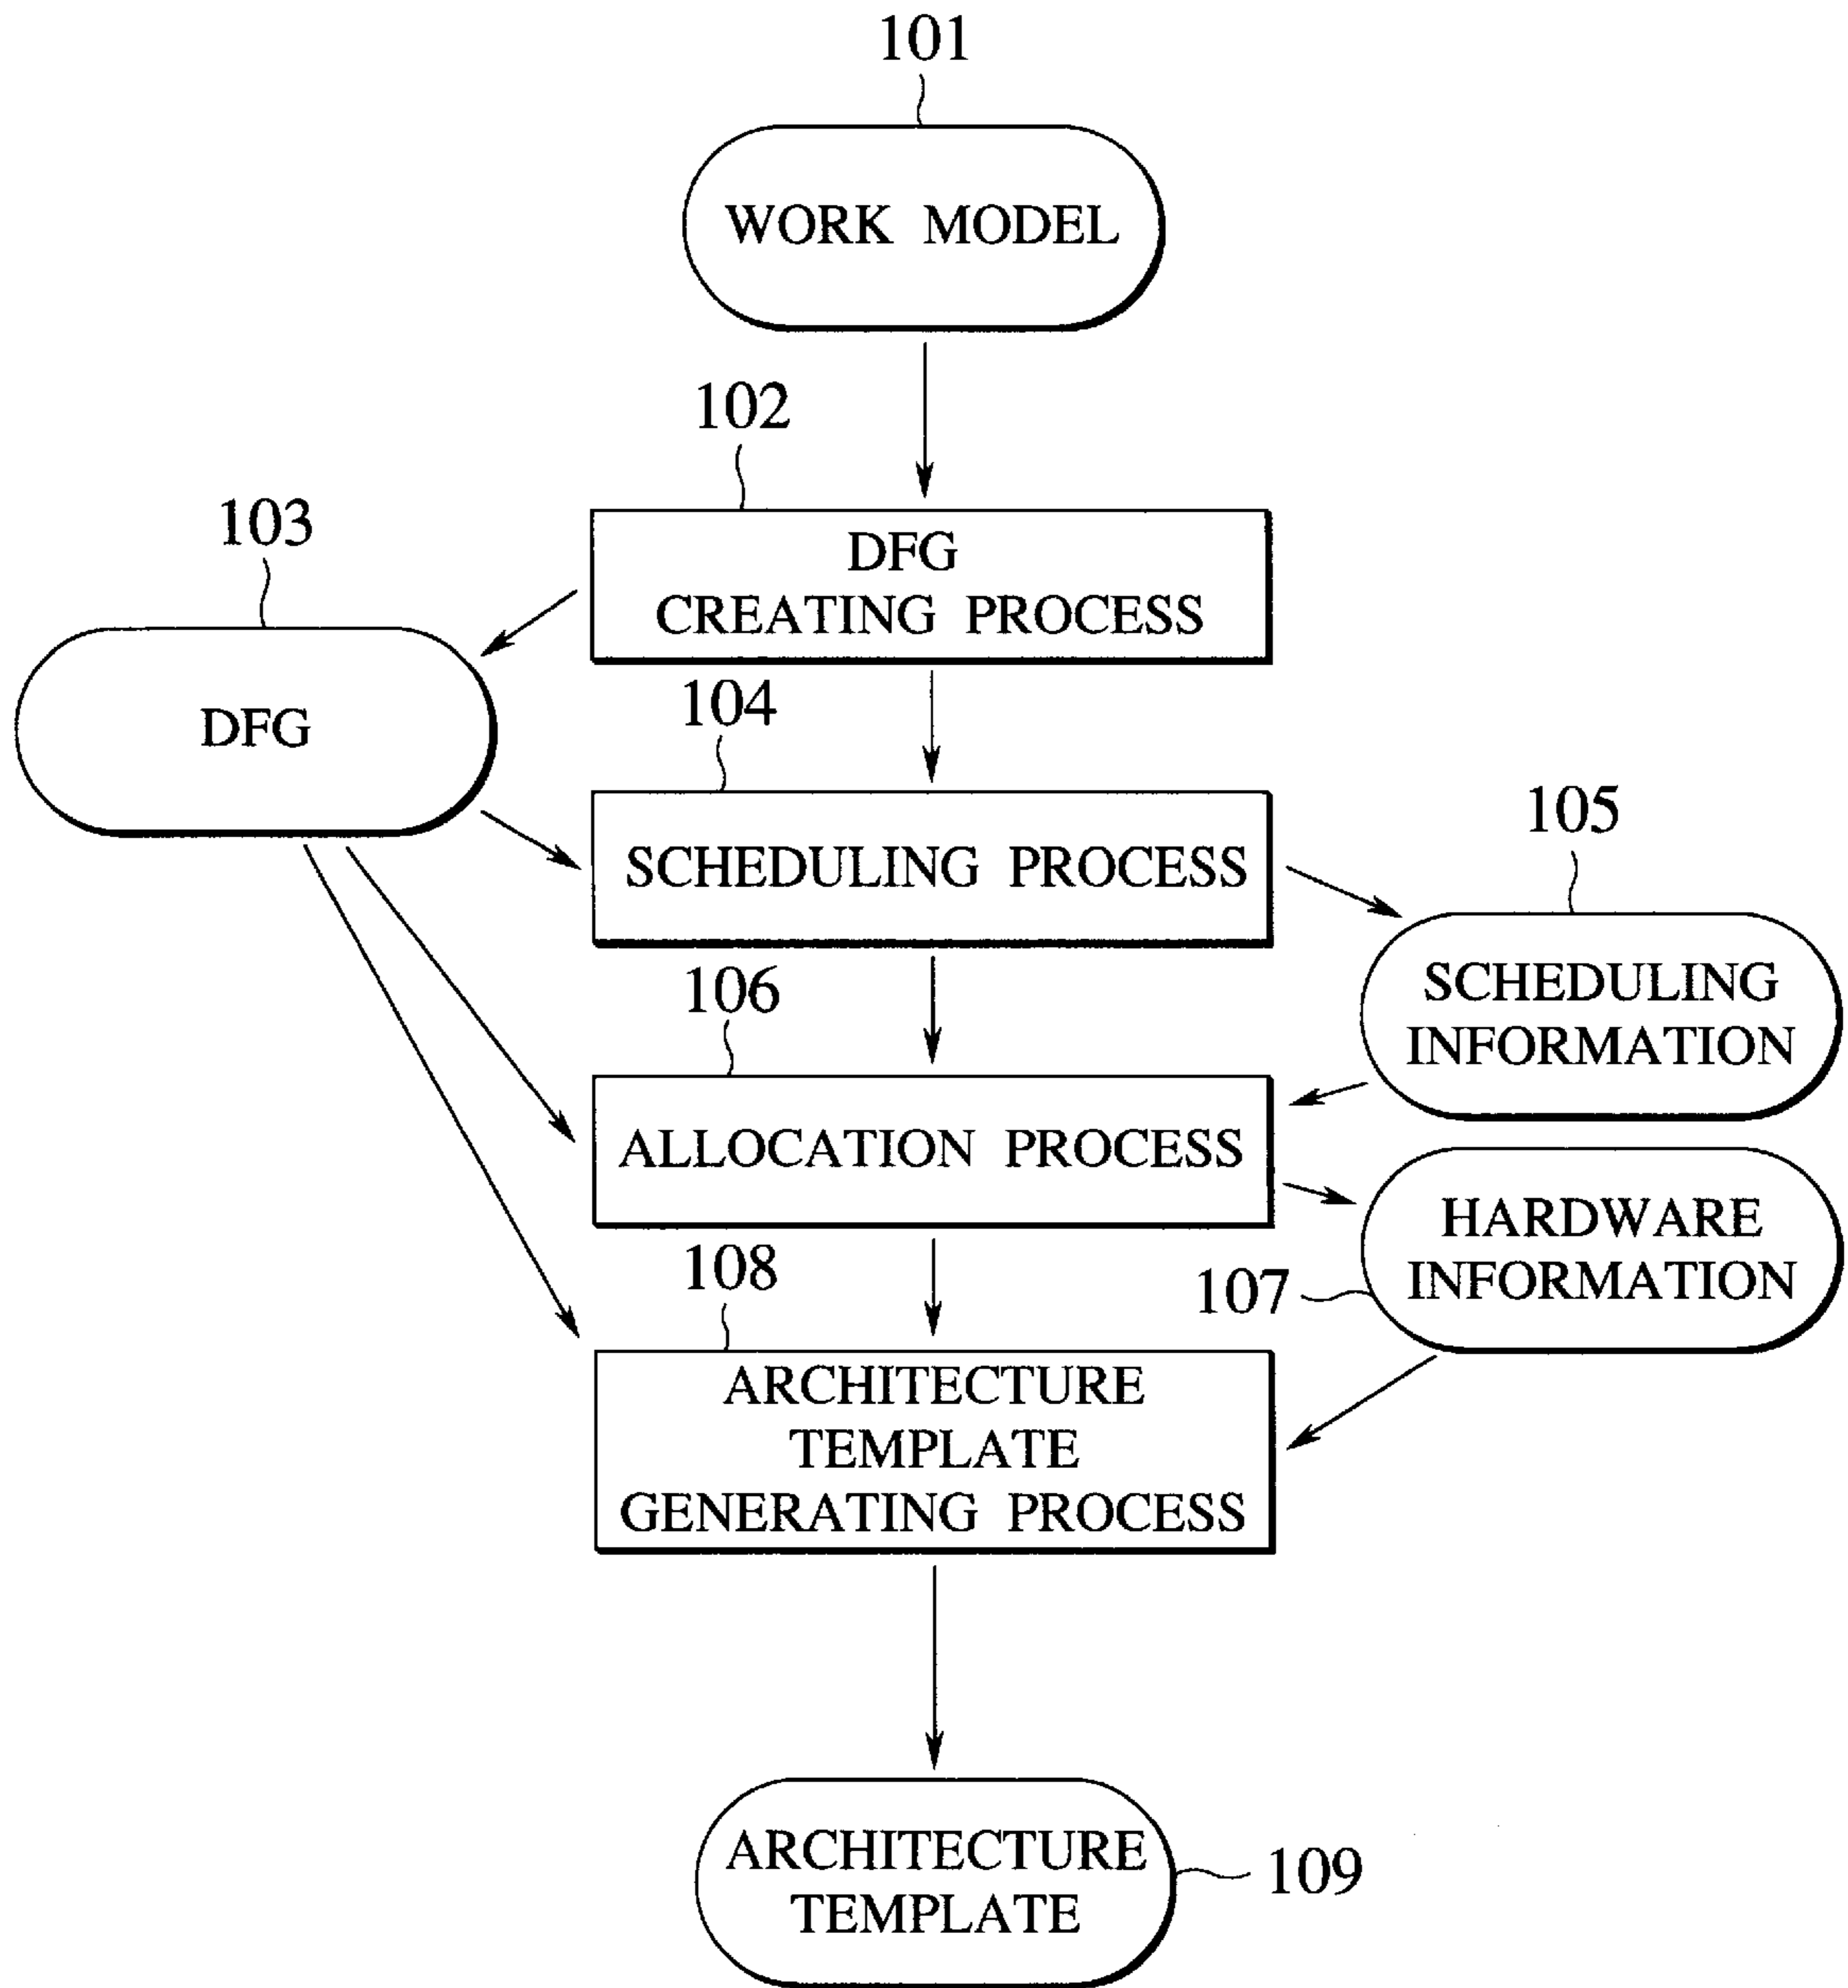 101
WORK MODEL
102
DFG
CREATING PROCESS
103
DFG
104
SCHEDULING PROCESS
105
SCHEDULING
INFORMATION
106
ALLOCATION PROCESS
HARDWARE
INFORMATION
107
108
ARCHITECTURE
TEMPLATE
GENERATING PROCESS
ARCHITECTURE
TEMPLATE
109